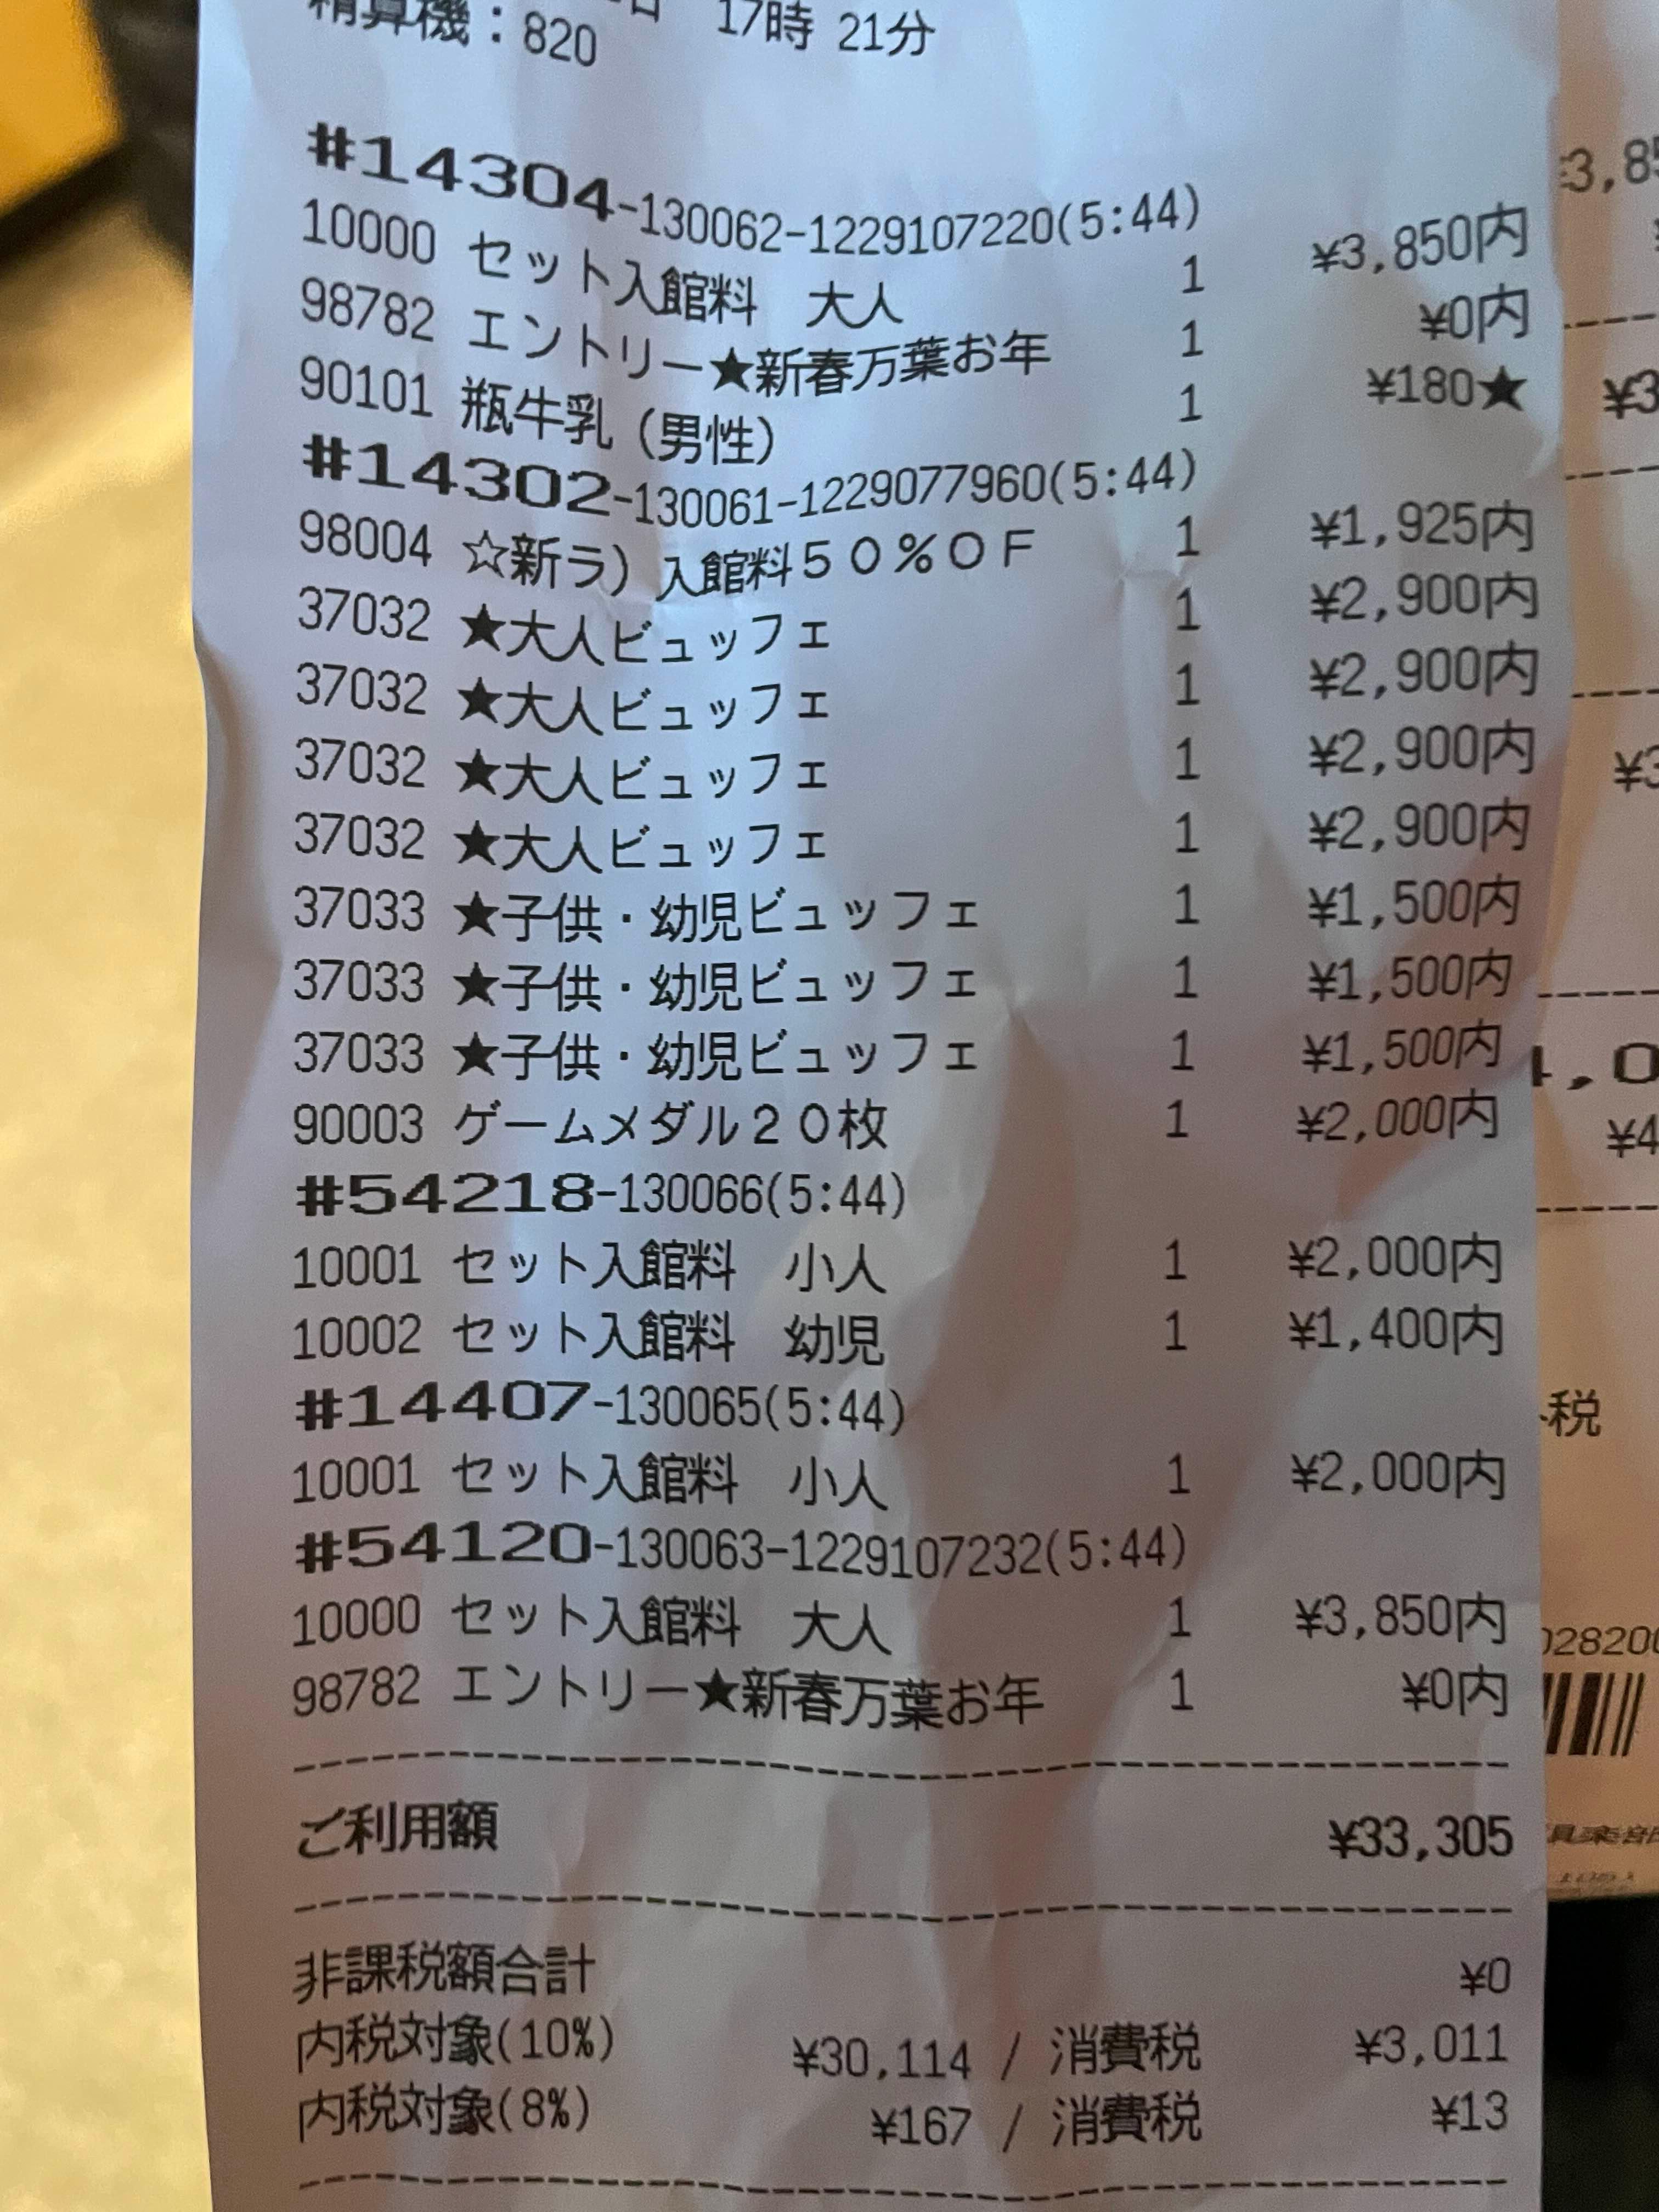 精算機：820
17時 21分
#14304-130062-1229107220(5:44)
10000 セット入館料　大人 1 ¥3,850内
98782 エントリー★新春万葉お年 1 ¥0内
90101 瓶牛乳（男性） 1 ¥180★
#14302-130061-1229077960(5:44)
98004 ☆新ラ）入館料５０％ＯＦ 1 ¥1,925内
37032 ★大人ビュッフェ 1 ¥2,900内
37032 ★大人ビュッフェ 1 ¥2,900内
37032 ★大人ビュッフェ 1 ¥2,900内
37032 ★大人ビュッフェ 1 ¥2,900内
37033 ★子供・幼児ビュッフェ 1 ¥1,500内
37033 ★子供・幼児ビュッフェ 1 ¥1,500内
37033 ★子供・幼児ビュッフェ 1 ¥1,500内
90003 ゲームメダル２０枚 1 ¥2,000内
#54218-130066(5:44)
10001 セット入館料　小人 1 ¥2,000内
10002 セット入館料　幼児 1 ¥1,400内
#14407-130065(5:44)
10001 セット入館料　小人 1 ¥2,000内
#54120-130063-1229107232(5:44)
10000 セット入館料　大人 1 ¥3,850内
98782 エントリー★新春万葉お年 1 ¥0内
ご利用額 ¥33,305
非課税額合計 ¥0
内税対象(10%) ¥30,114 / 消費税 ¥3,011
内税対象(8%) ¥167 / 消費税 ¥13